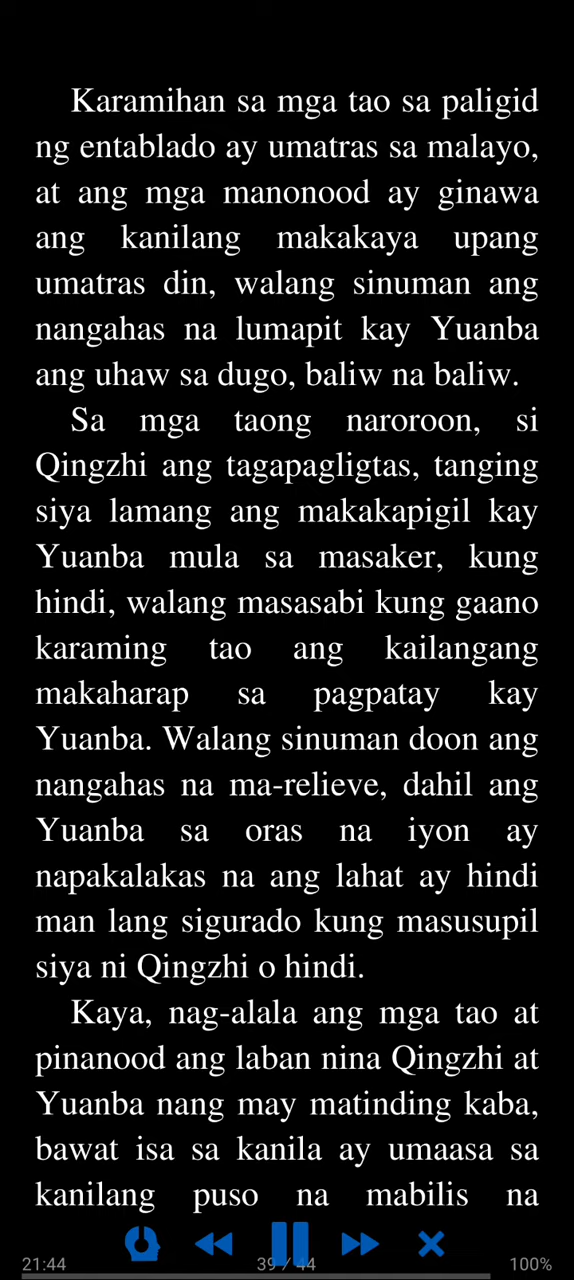 Karamihan sa mga tao sa paligid
ng entablado ay umatras sa malayo,
at ang mga manonood ay ginawa
ang kanilang makakaya upang
umatras din, walang sinuman ang
nangahas na lumapit kay Yuanba
ang uhaw sa dugo, baliw na baliw.
Sa mga taong naroroon, si
Qingzhi ang tagapagligtas, tanging
siya lamang ang makakapigil kay
Yuanba mula sa masaker, kung
hindi, walang masasabi kung gaano
karaming tao ang kailangang
makaharap sa pagpatay kay
Yuanba. Walang sinuman doon ang
nangahas na ma-relieve, dahil ang
Yuanba sa oras na iyon ay
napakalakas na ang lahat ay hindi
man lang sigurado kung masusupil
siya ni Qingzhi o hindi.
Kaya, nag-alala ang mga tao at
pinanood ang laban nina Qingzhi at
Yuanba nang may matinding kaba,
bawat isa sa kanila ay umaasa sa
kanilang puso na mabilis na
21:44 39 / 44 100%